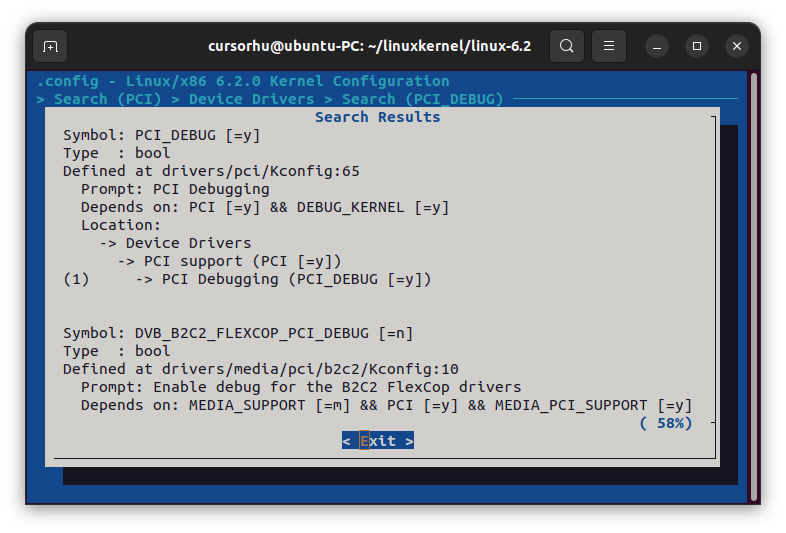 cursorhu@ubuntu-PC: ~/linuxkernel/linux-6.2
.config - Linux/x86 6.2.0 Kernel Configuration
> Search (PCI) > Device Drivers > Search (PCI_DEBUG)
Search Results
Symbol: PCI_DEBUG [=y]
Type  : bool
Defined at drivers/pci/Kconfig:65
  Prompt: PCI Debugging
  Depends on: PCI [=y] && DEBUG_KERNEL [=y]
  Location:
    -> Device Drivers
      -> PCI support (PCI [=y])
(1)     -> PCI Debugging (PCI_DEBUG [=y])
Symbol: DVB_B2C2_FLEXCOP_PCI_DEBUG [=n]
Type  : bool
Defined at drivers/media/pci/b2c2/Kconfig:10
  Prompt: Enable debug for the B2C2 FlexCop drivers
  Depends on: MEDIA_SUPPORT [=m] && PCI [=y] && MEDIA_PCI_SUPPORT [=y]
( 58%)
< Exit >